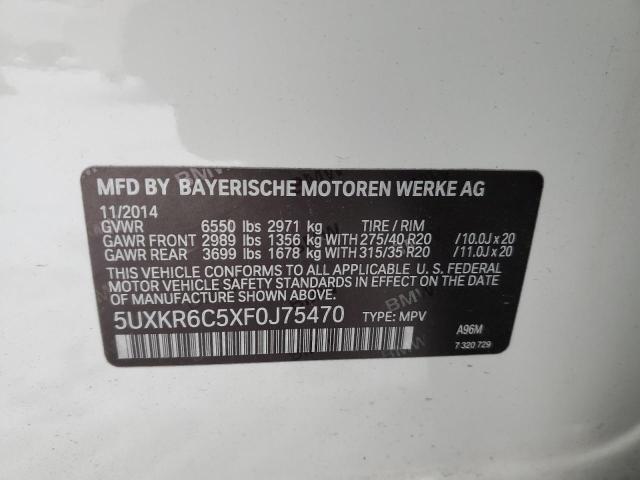 MFD BY BAYERISCHE MOTOREN WERKE AG
11/2014
GVWR 6550 lbs 2971 kg TIRE / RIM
GAWR FRONT 2989 lbs 1356 kg WITH 275/40 R20 /10.0J x 20
GAWR REAR 3699 lbs 1678 kg WITH 315/35 R20 /11.0J x 20
THIS VEHICLE CONFORMS TO ALL APPLICABLE U. S. FEDERAL
MOTOR VEHICLE SAFETY STANDARDS IN EFFECT ON THE DATE
OF MANUFACTURE SHOWN ABOVE.
5UXKR6C5XF0J75470 TYPE: MPV
A96M
7 320 729